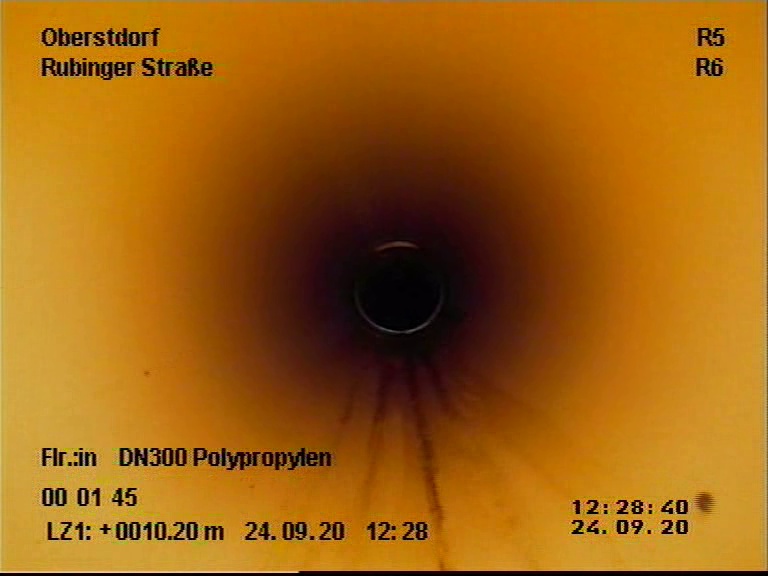 Oberstdorf R5
Rubinger Straße R6
Flr.:in DN300 Polypropylen
00 01 45
LZ1: +0010.20 m 24.09.20 12:28
12:28:40
24.09.20